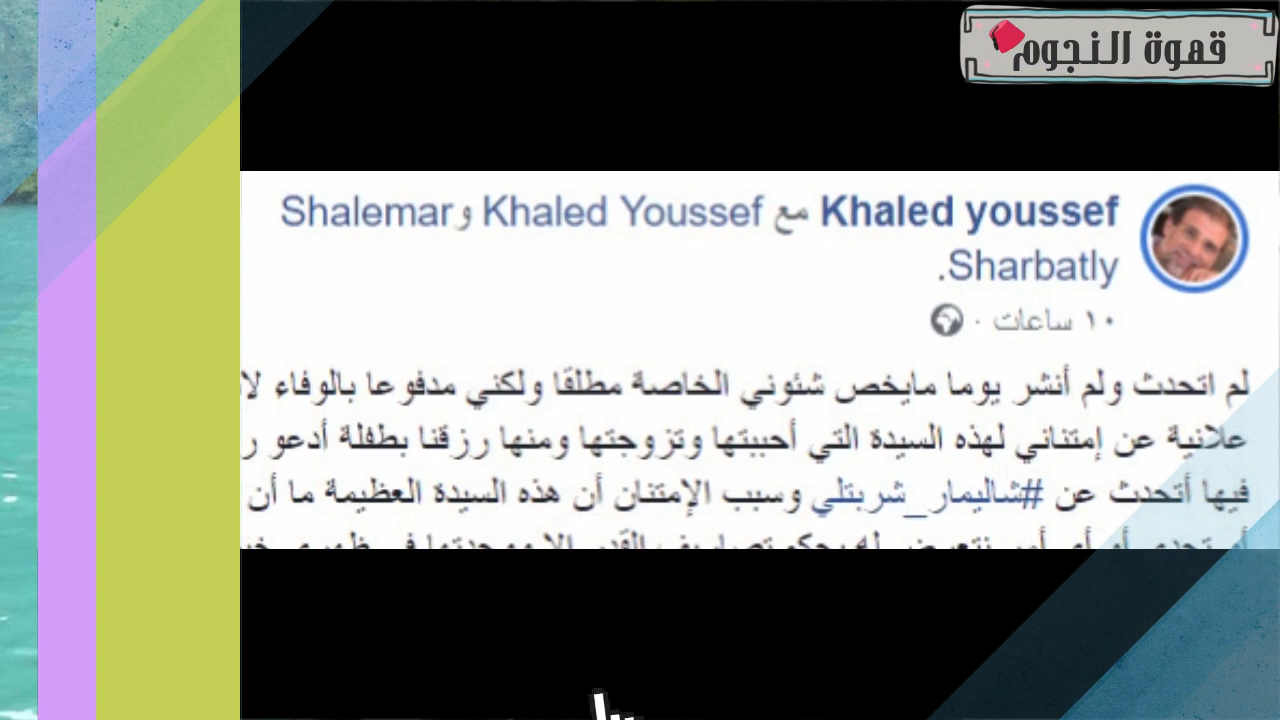 قهوة النجوم
Khaled youssef مع Khaled Youssef وShalemar
Sharbatly.
١٠ ساعات ·
لم اتحدث ولم أنشر يوما مايخص شئوني الخاصة مطلقا ولكني مدفوعا بالوفاء
علانية عن إمتناني لهذه السيدة التي أحببتها وتزوجتها ومنها رزقنا بطفلة أدعو
فيها أتحدث عن #شاليمار_شربتلي وسبب الإمتنان أن هذه السيدة العظيمة ما أن